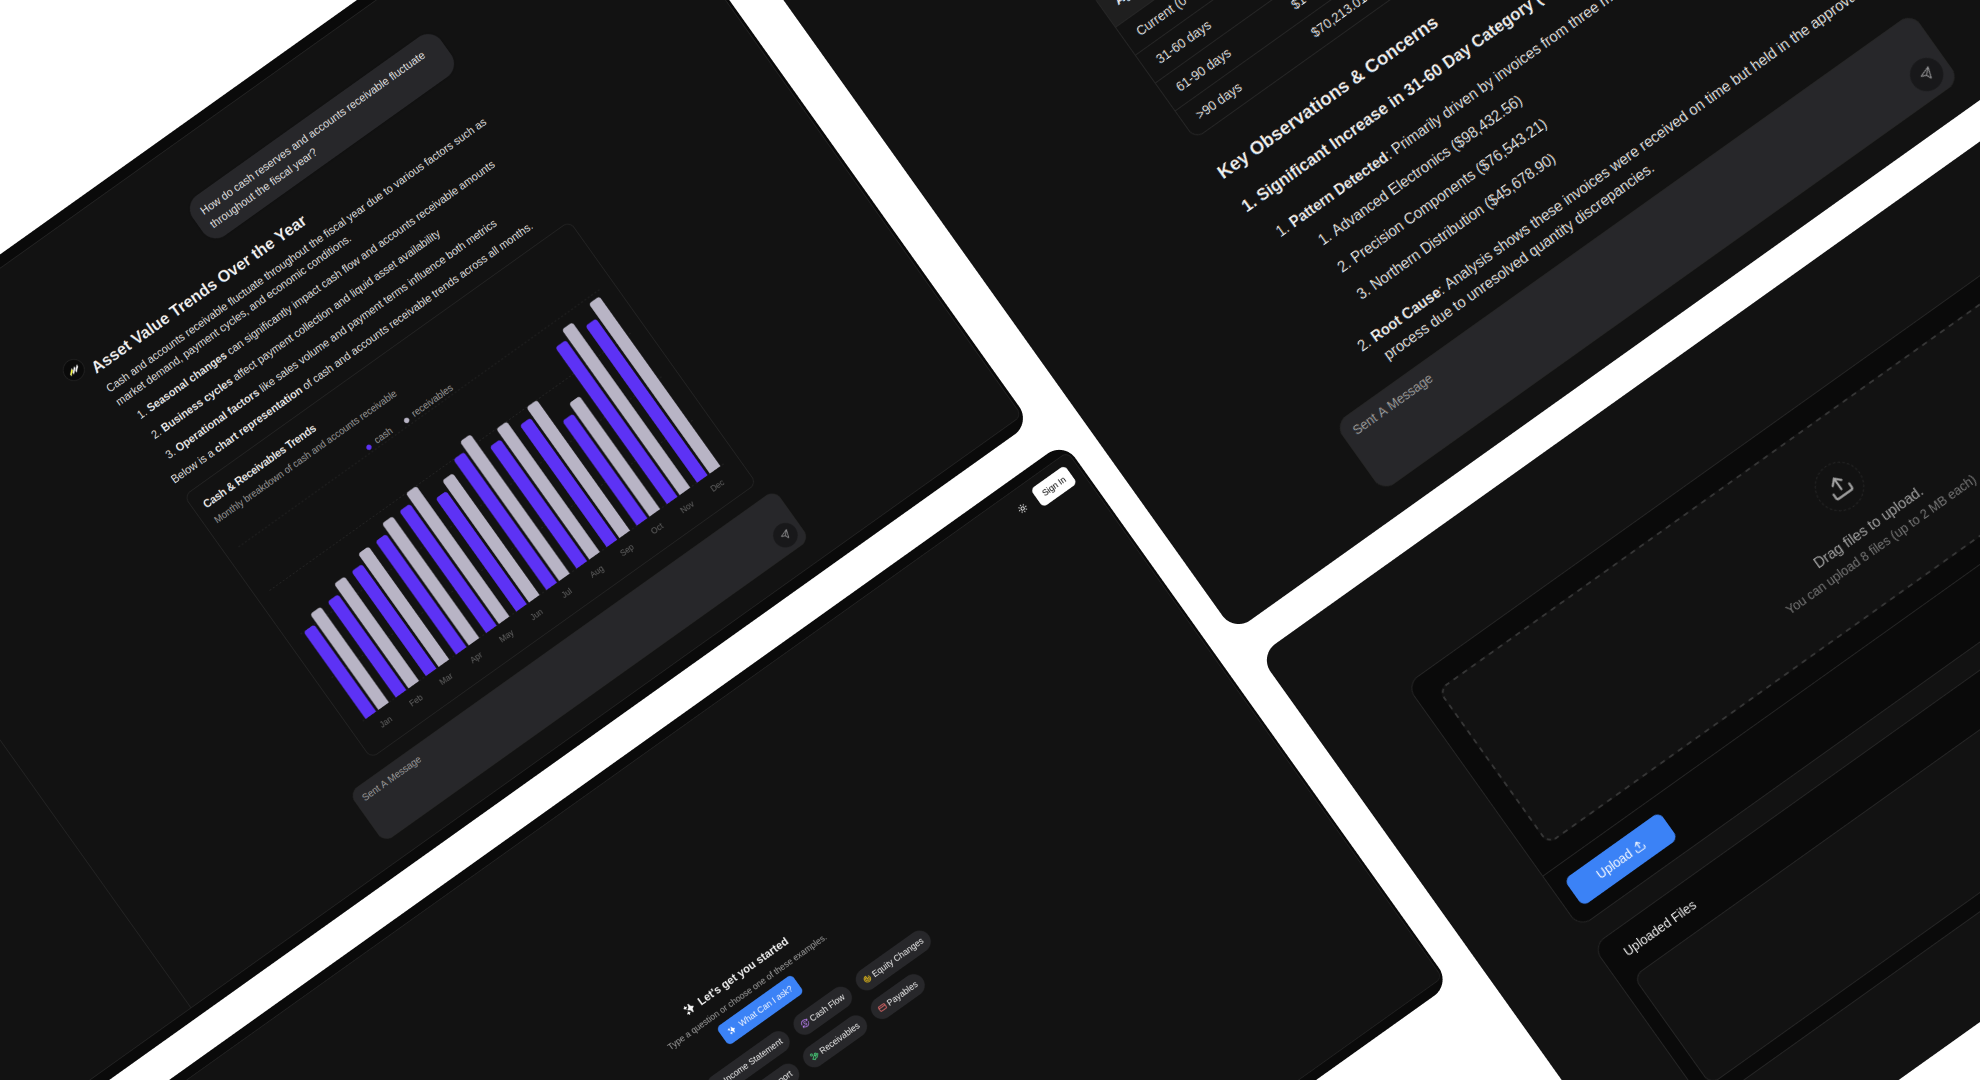 How do cash reserves and accounts receivable fluctuate
throughout the fiscal year?
Asset Value Trends Over the Year
Cash and accounts receivable fluctuate throughout the fiscal year due to various factors such as
market demand, payment cycles, and economic conditions.
1. Seasonal changes can significantly impact cash flow and accounts receivable amounts
2. Business cycles affect payment collection and liquid asset availability
3. Operational factors like sales volume and payment terms influence both metrics
Below is a chart representation of cash and accounts receivable trends across all months.
Cash & Receivables Trends
Monthly breakdown of cash and accounts receivable
cash
receivables
Jan
Feb
Mar
Apr
May
Jun
Jul
Aug
Sep
Oct
Nov
Dec
Sent A Message
Sign In
Let's get you started
Type a question or choose one of these examples.
What Can I ask?
Income Statement
Cash Flow
Equity Changes
Receivables
Payables
Current (0
31-60 days
61-90 days
$70,213.01
>90 days
Key Observations & Concerns
1. Significant Increase in 31-60 Day Category (
1. Pattern Detected: Primarily driven by invoices from three
1. Advanced Electronics ($98,432.56)
2. Precision Components ($76,543.21)
3. Northern Distribution ($45,678.90)
2. Root Cause: Analysis shows these invoices were received on time but held in the
process due to unresolved quantity discrepancies.
Sent A Message
Drag files to upload.
You can upload 8 files (up to 2 MB each)
Upload
Uploaded Files